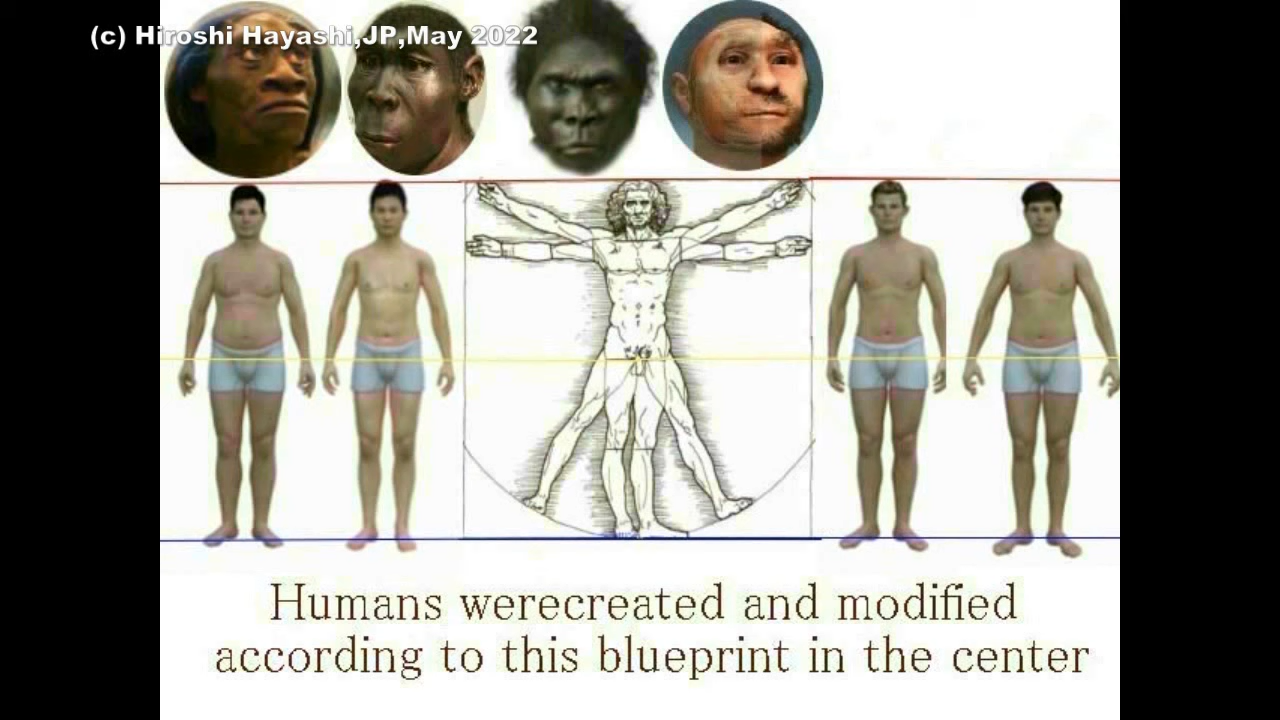 (c) Hiroshi Hayashi,JP,May 2022
Humans werecreated and modified
according to this blueprint in the center